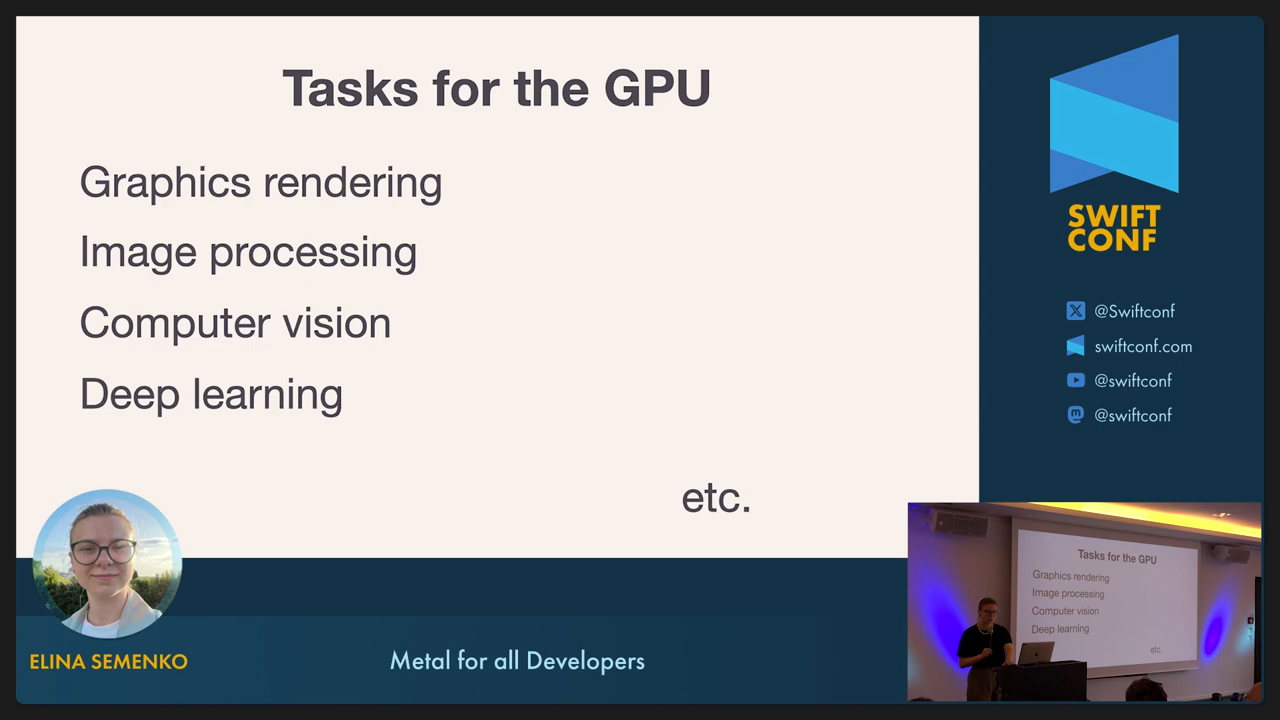 Tasks for the GPU
Graphics rendering
Image processing
Computer vision
Deep learning
etc.
SWIFT
CONF
@Swiftconf
swiftconf.com
@swiftconf
@swiftconf
ELINA SEMENKO
Metal for all Developers
Tasks for the GPU
Graphics rendering
Image processing
Computer vision
Deep learning
etc.